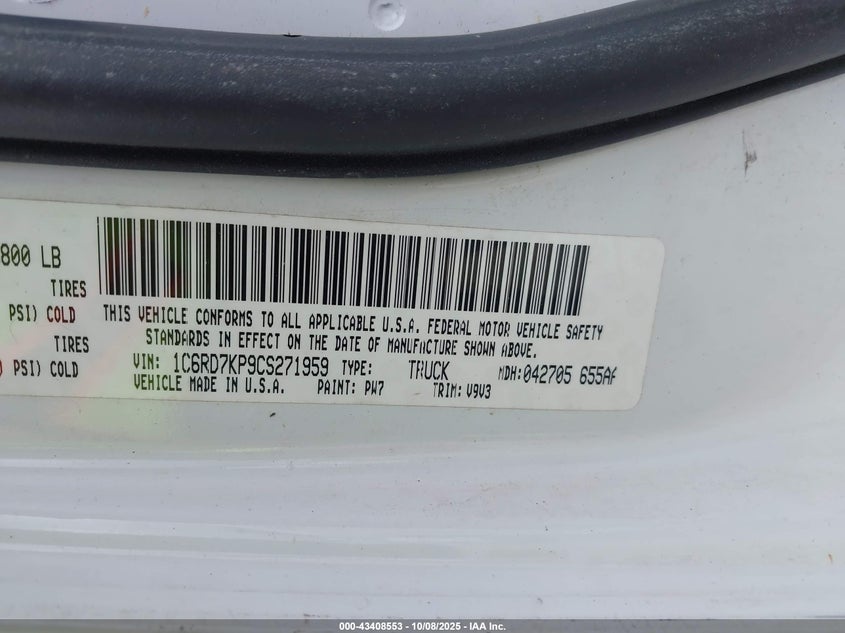 800 LB
TIRES
PSI) COLD
TIRES
) PSI) COLD
THIS VEHICLE CONFORMS TO ALL APPLICABLE U.S.A. FEDERAL MOTOR VEHICLE SAFETY
STANDARDS IN EFFECT ON THE DATE OF MANUFACTURE SHOWN ABOVE.
VIN: 1C6RD7KP9CS271959 TYPE: TRUCK MDH:042705 655AA
VEHICLE MADE IN U.S.A. PAINT: PW7 TRIM: V9V3
000-43408553 - 10/08/2025 - IAA Inc.